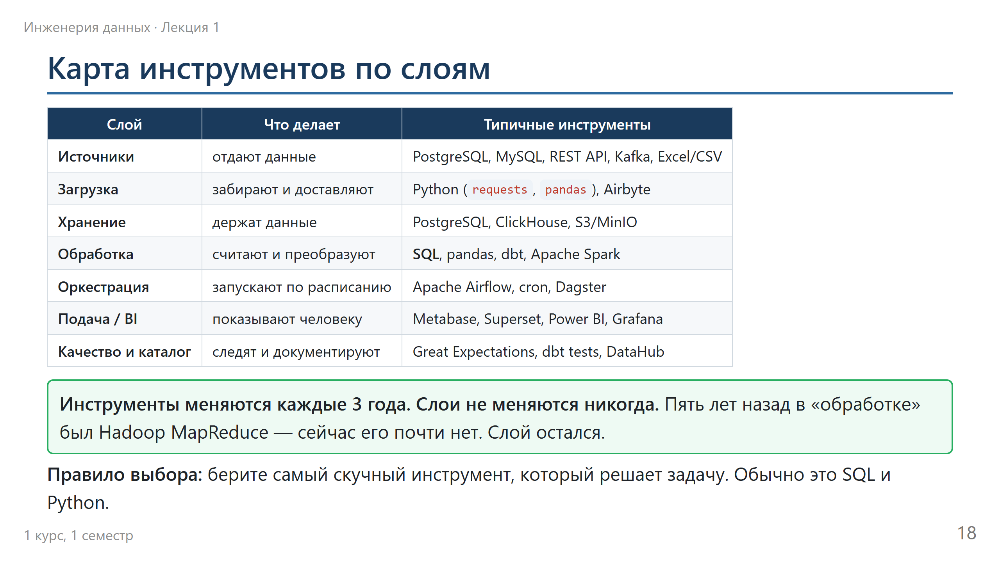 Инженерия данных · Лекция 1
Карта инструментов по слоям
Слой Что делает Типичные инструменты
Источники отдают данные PostgreSQL, MySQL, REST API, Kafka, Excel/CSV
Загрузка забирают и доставляют Python (requests, pandas), Airbyte
Хранение держат данные PostgreSQL, ClickHouse, S3/MinIO
Обработка считают и преобразуют SQL, pandas, dbt, Apache Spark
Оркестрация запускают по расписанию Apache Airflow, cron, Dagster
Подача / BI показывают человеку Metabase, Superset, Power BI, Grafana
Качество и каталог следят и документируют Great Expectations, dbt tests, DataHub
Инструменты меняются каждые 3 года. Слои не меняются никогда. Пять лет назад в «обработке»
был Hadoop MapReduce — сейчас его почти нет. Слой остался.
Правило выбора: берите самый скучный инструмент, который решает задачу. Обычно это SQL и
Python.
1 курс, 1 семестр
18